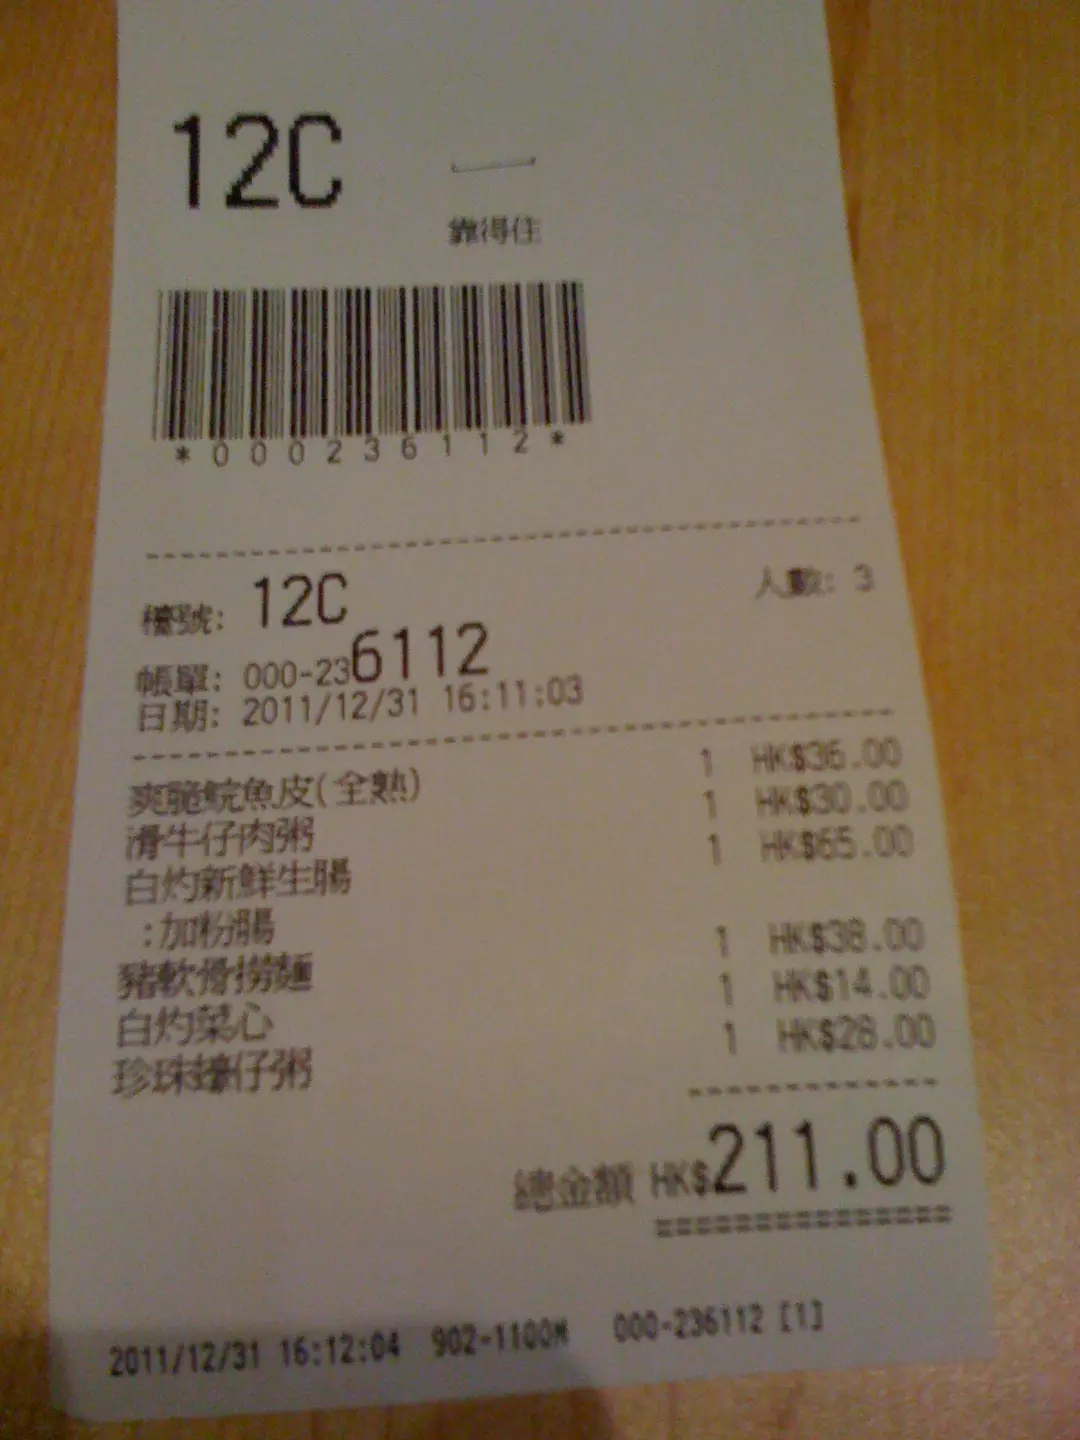 12C
靠得住
*000236112*
檯號: 12C 人數: 3
帳單: 000-236112
日期: 2011/12/31 16:11:03
爽脆鯇魚皮(全熟) 1 HK$36.00
滑牛仔肉粥 1 HK$30.00
白灼新鮮生腸 1 HK$65.00
:加粉腸
豬軟骨撈麵 1 HK$38.00
白灼菜心 1 HK$14.00
珍珠蠔仔粥 1 HK$28.00
總金額 HK$211.00
2011/12/31 16:12:04 902-1100M 000-236112 [1]